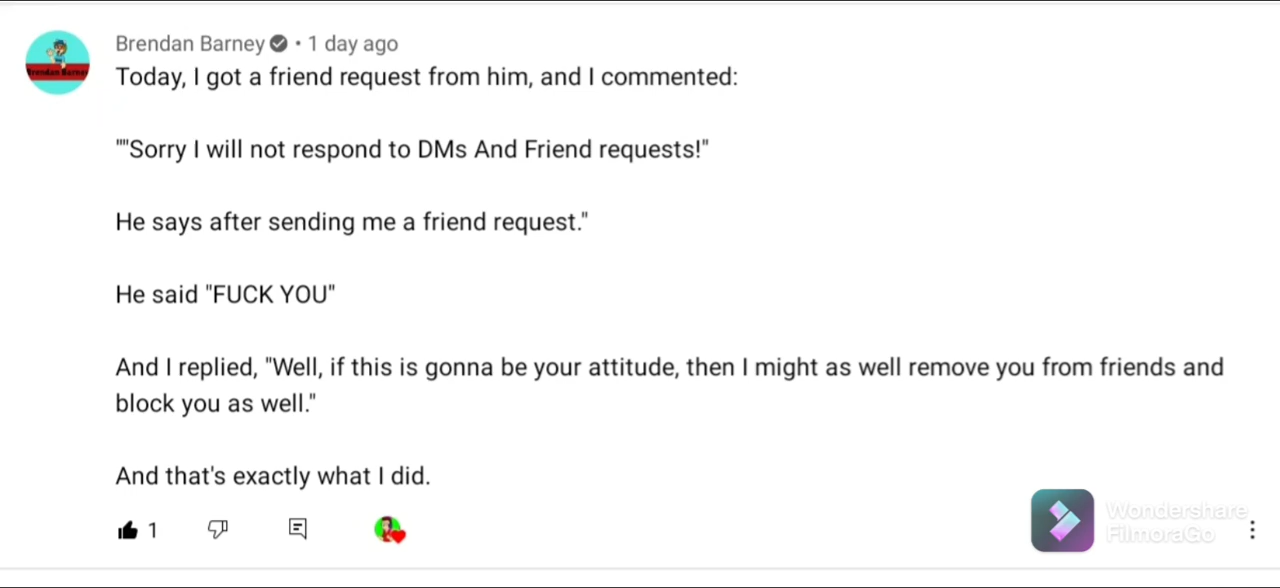 Brendan Barney • 1 day ago
Today, I got a friend request from him, and I commented:
""Sorry I will not respond to DMs And Friend requests!"
He says after sending me a friend request."
He said "FUCK YOU"
And I replied, "Well, if this is gonna be your attitude, then I might as well remove you from friends and
block you as well."
And that's exactly what I did.
1
Wondershare
FilmoraGo
Brendan Barney